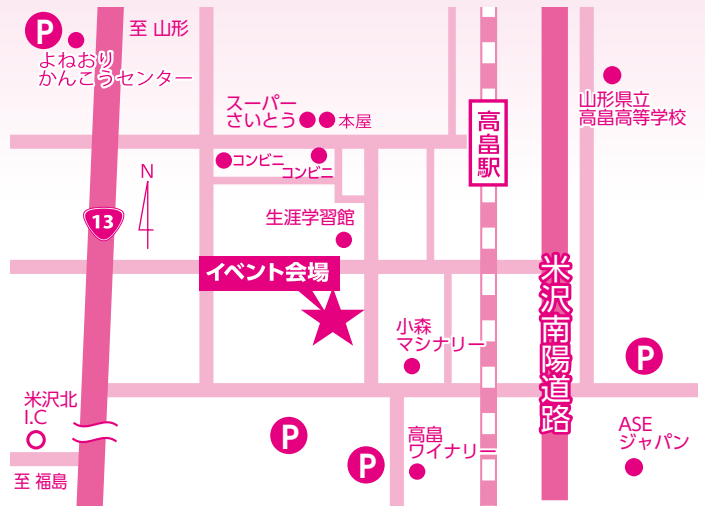 P
至 山形
よねおり
かんこうセンター
スーパー
さいとう
本屋
コンビニ
コンビニ
高畠駅
山形県立
高畠高等学校
N
13
生涯学習館
イベント会場
米沢南陽道路
小森
マシナリー
P
米沢北
I.C
P
P
高畠
ワイナリー
ASE
ジャパン
至 福島